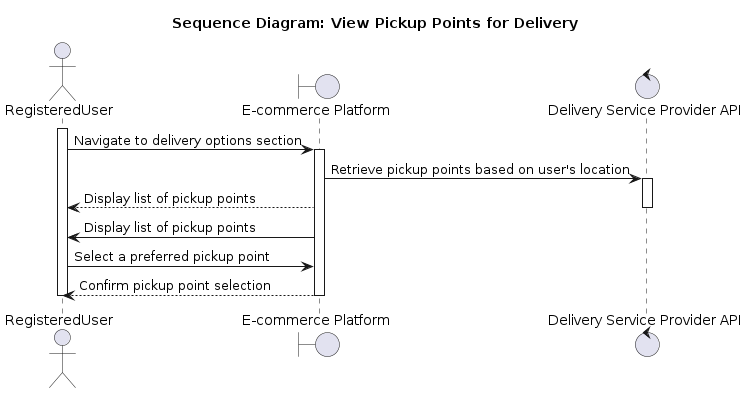 Sequence Diagram: View Pickup Points for Delivery
RegisteredUser
E-commerce Platform
Delivery Service Provider API
Navigate to delivery options section
Retrieve pickup points based on user's location
Display list of pickup points
Display list of pickup points
Select a preferred pickup point
Confirm pickup point selection
RegisteredUser
E-commerce Platform
Delivery Service Provider API